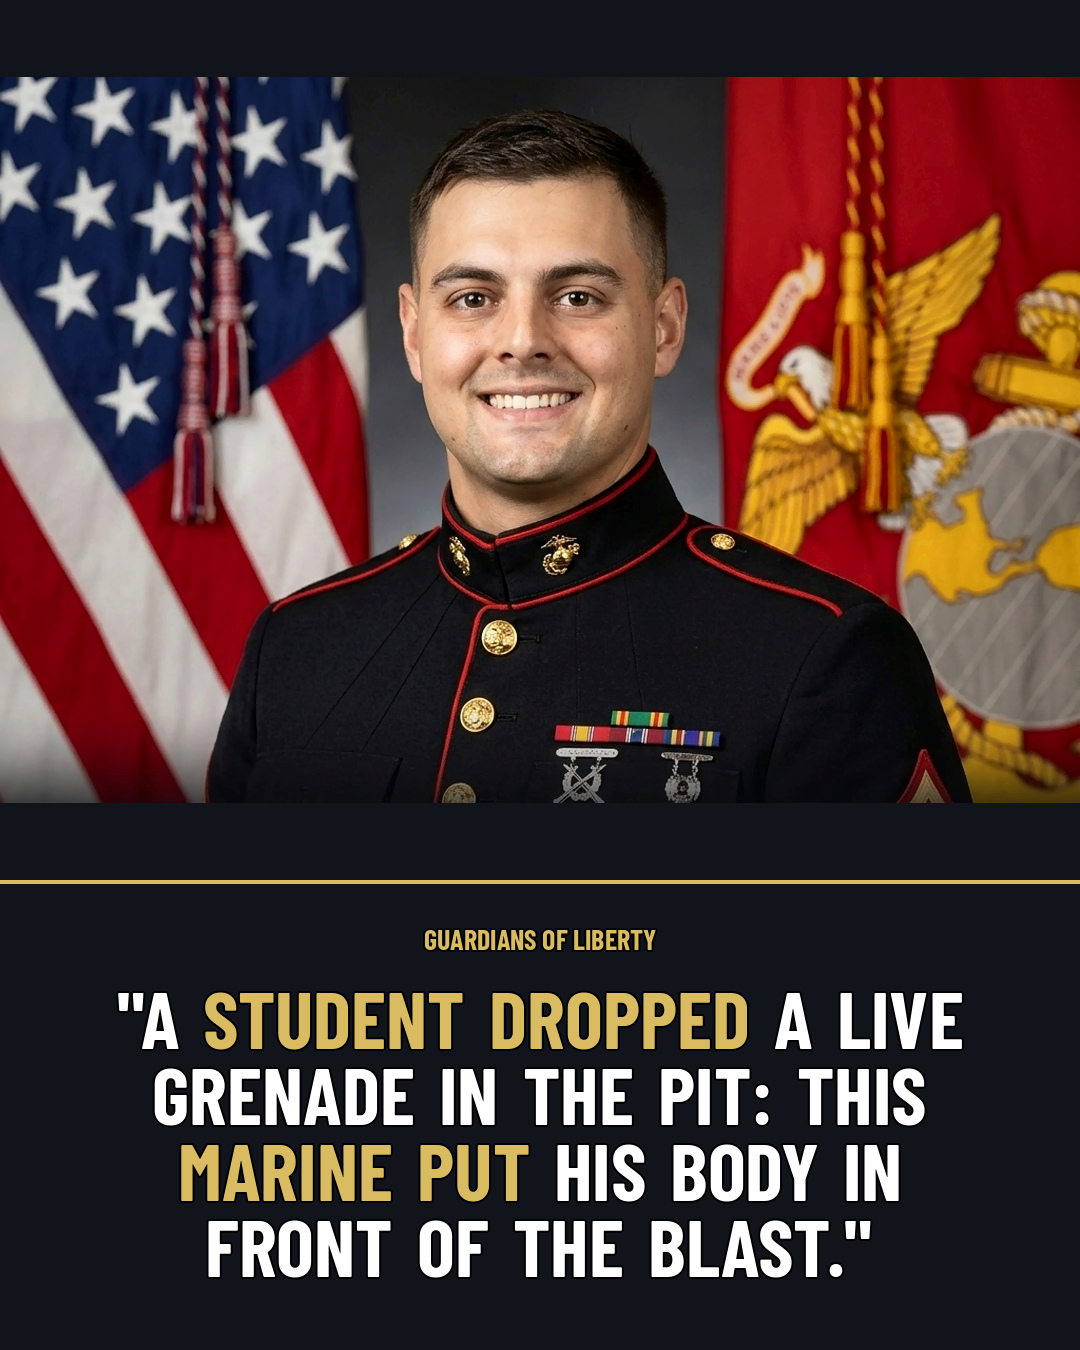 GUARDIANS OF LIBERTY
"A STUDENT DROPPED A LIVE
GRENADE IN THE PIT: THIS
MARINE PUT HIS BODY IN
FRONT OF THE BLAST."